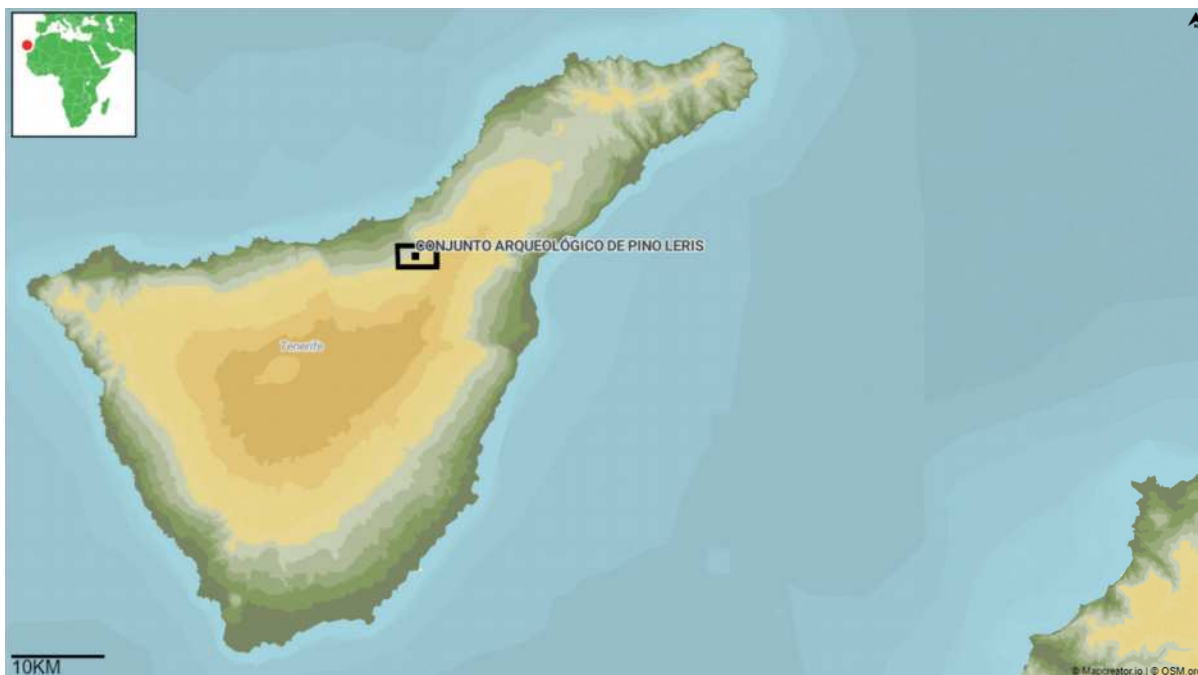 CONJUNTO ARQUEOLÓGICO DE PINO LERIS
Tenerife
10KM
© Mapcreator.io | © OSM.org